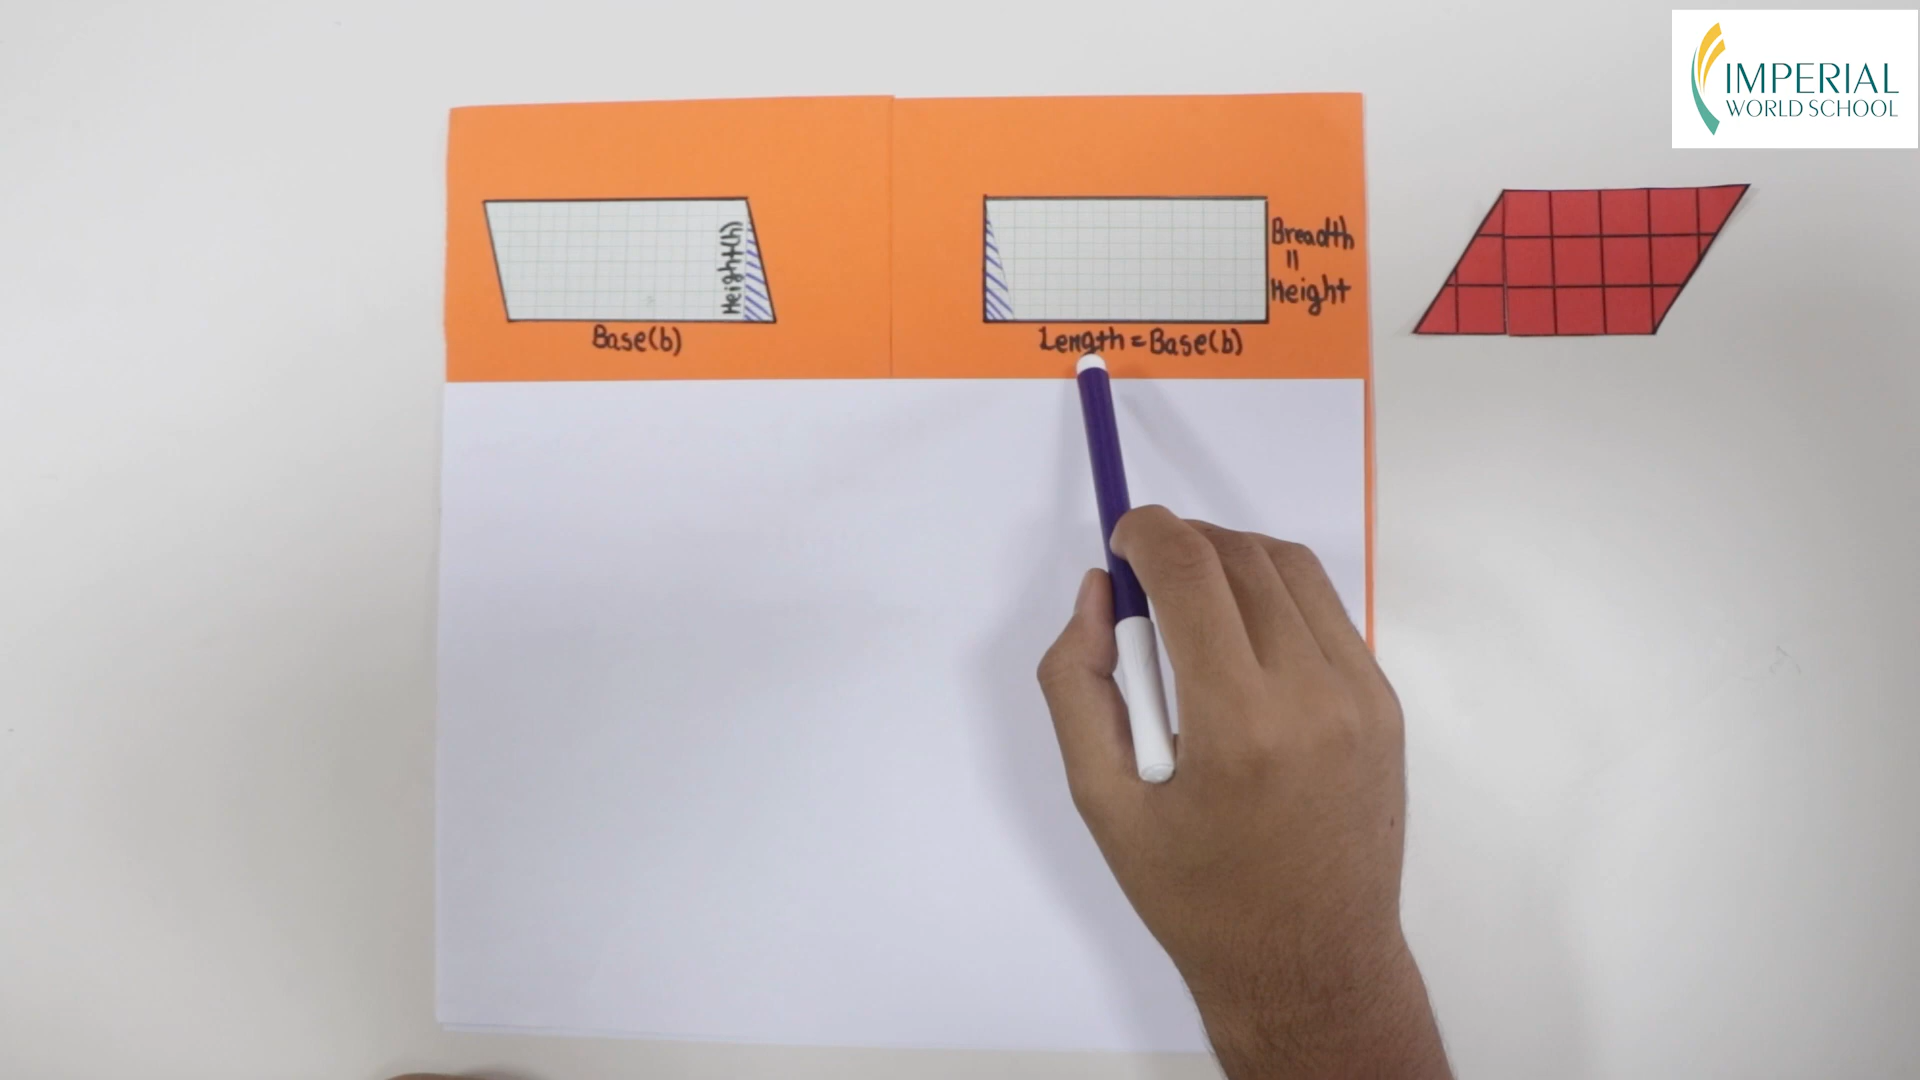 IMPERIAL
WORLD SCHOOL
Height(h)
Base(b)
Breadth
=
Height
Length = Base(b)